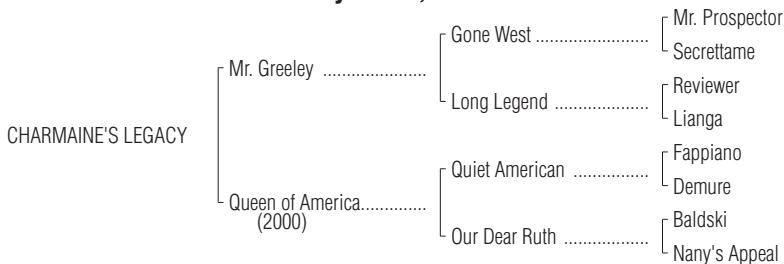 Mr. Prospector
Gone West ........................
Secrettame
Mr. Greeley ......................
Reviewer
Long Legend ....................
Lianga
CHARMAINE'S LEGACY
Fappiano
Quiet American ................
Demure
Queen of America..............
(2000)
Baldski
Our Dear Ruth ..................
Nany's Appeal